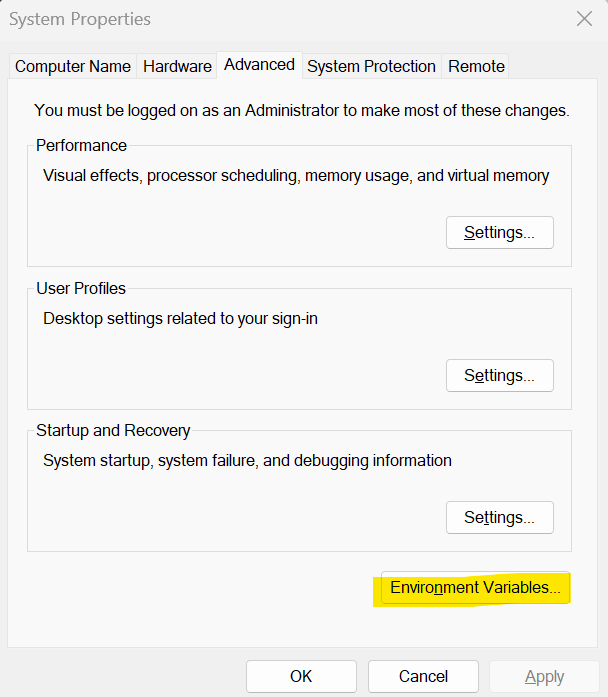 System Properties
Computer Name Hardware Advanced System Protection Remote
You must be logged on as an Administrator to make most of these changes.
Performance
Visual effects, processor scheduling, memory usage, and virtual memory
Settings...
User Profiles
Desktop settings related to your sign-in
Settings...
Startup and Recovery
System startup, system failure, and debugging information
Settings...
Environment Variables...
OK Cancel Apply